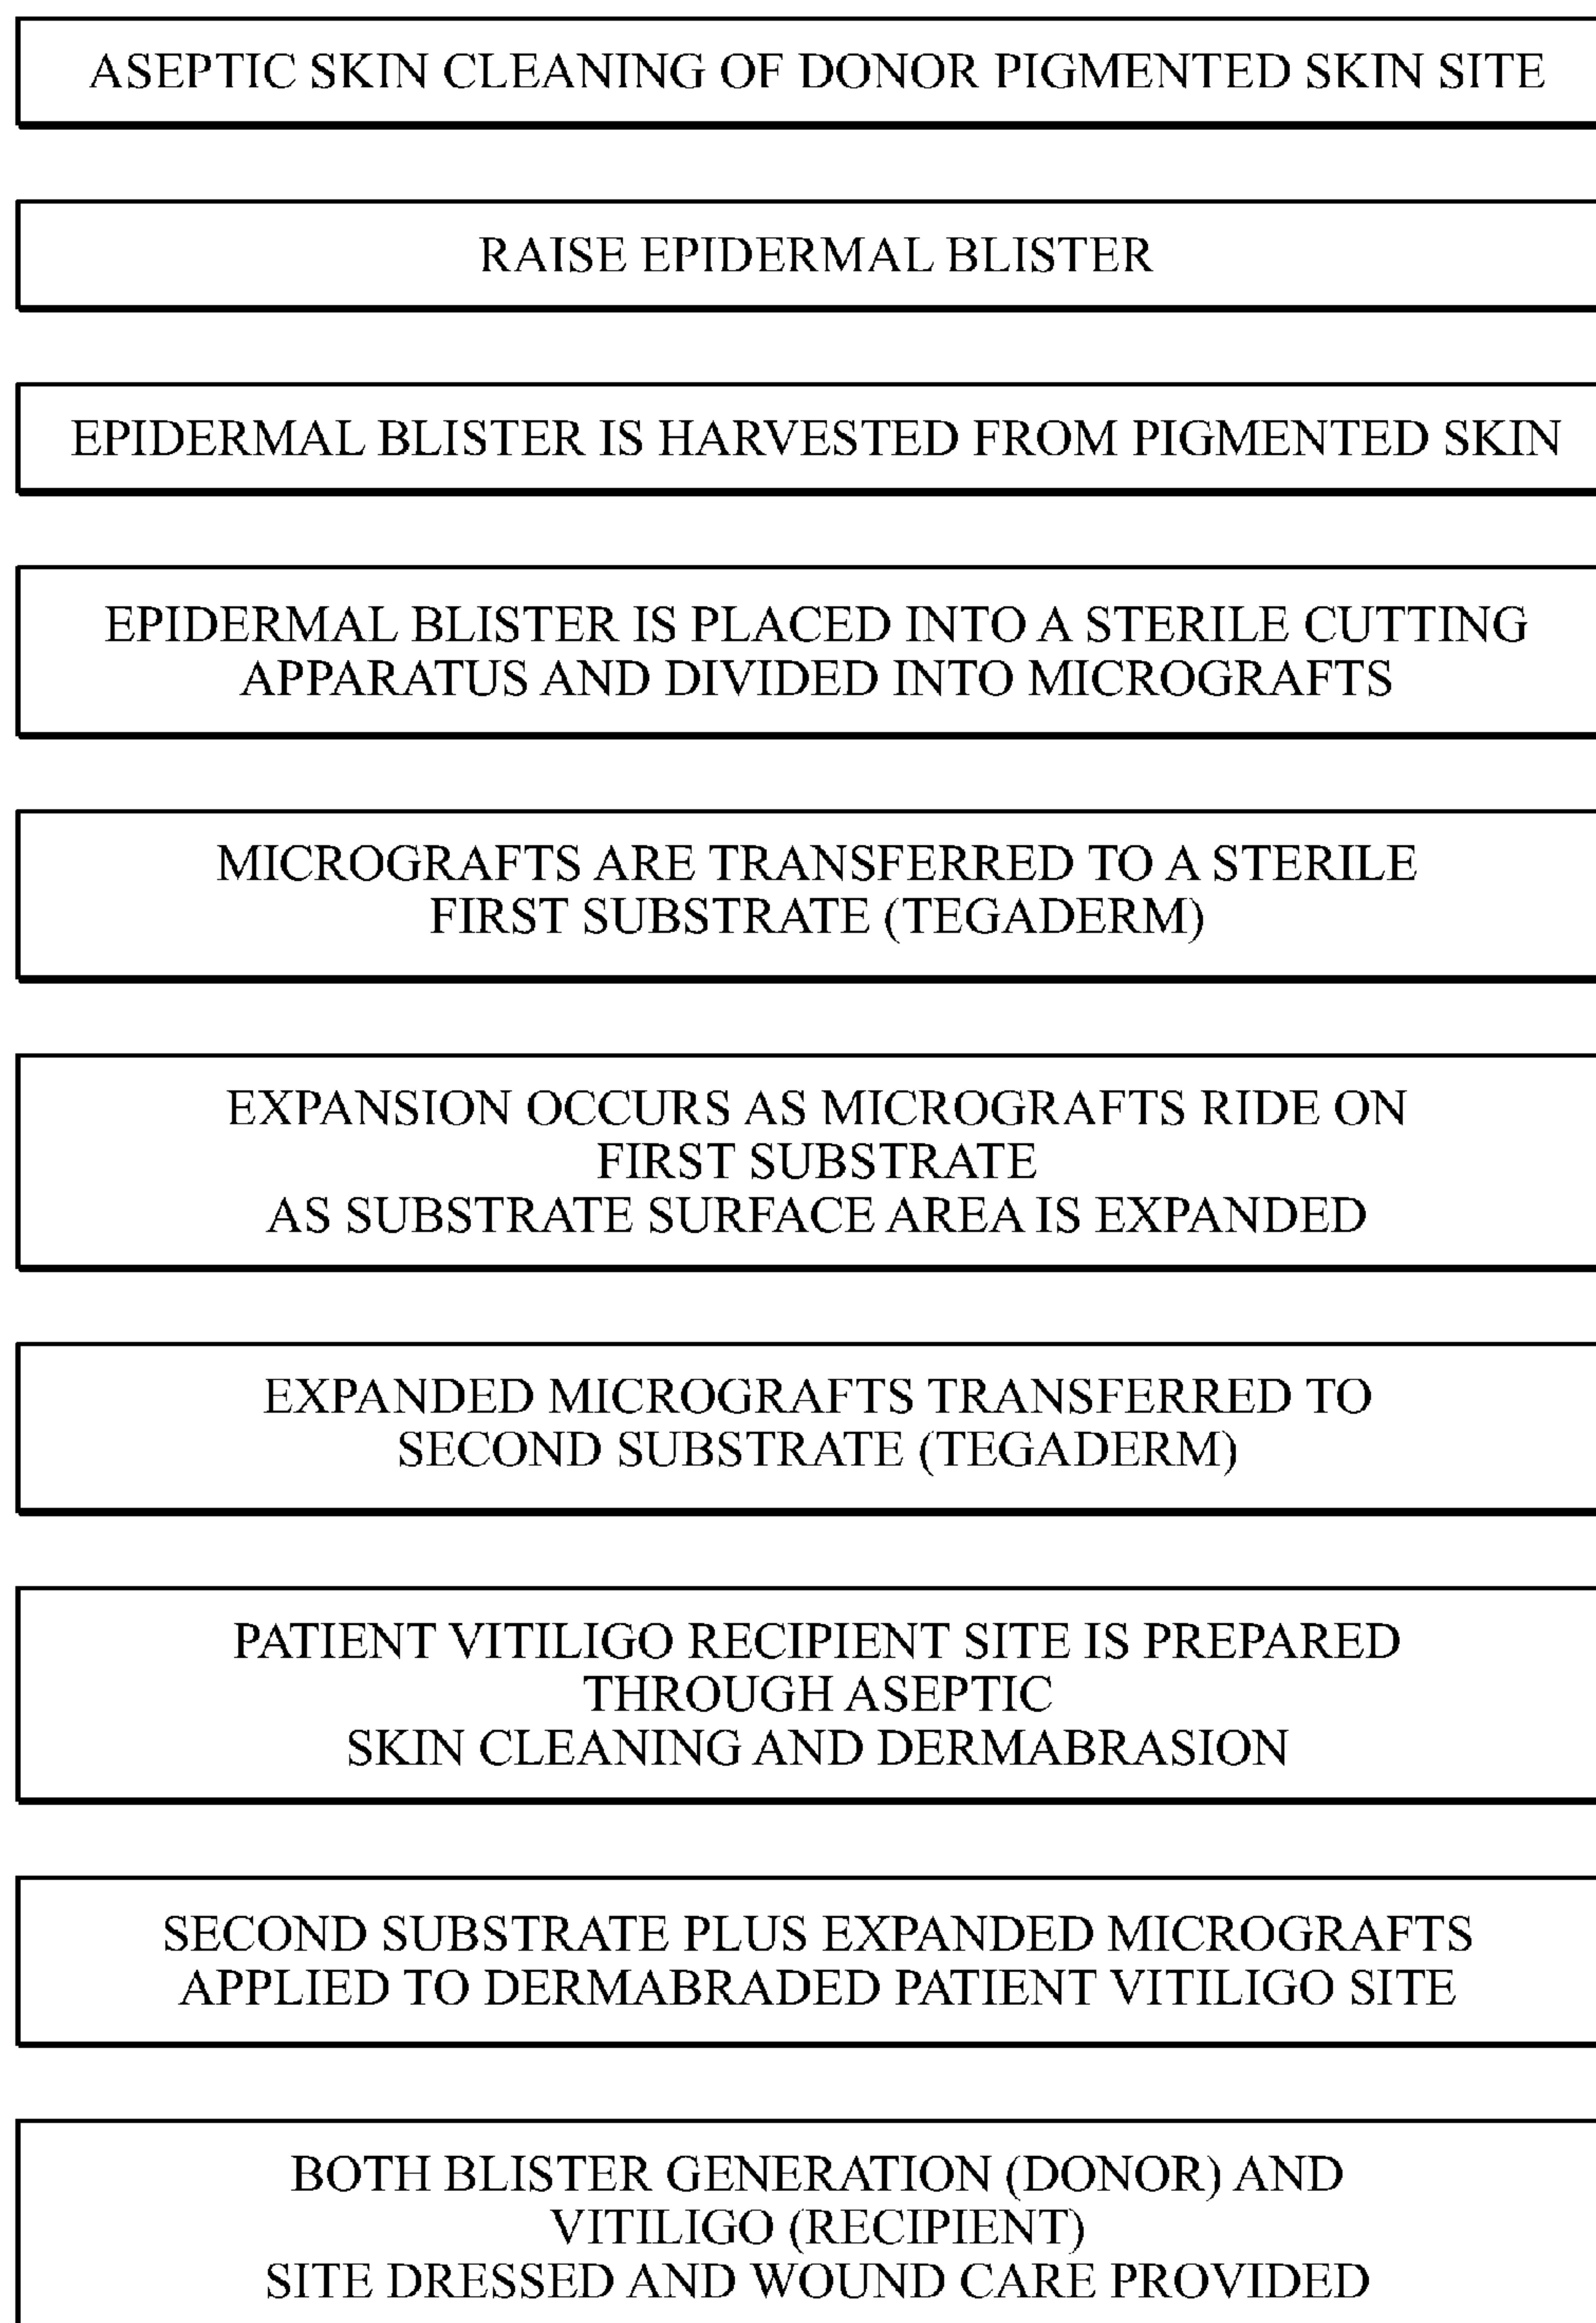 ASEPTIC SKIN CLEANING OF DONOR PIGMENTED SKIN SITE
RAISE EPIDERMAL BLISTER
EPIDERMAL BLISTER IS HARVESTED FROM PIGMENTED SKIN
EPIDERMAL BLISTER IS PLACED INTO A STERILE CUTTING
APPARATUS AND DIVIDED INTO MICROGRAFTS
MICROGRAFTS ARE TRANSFERRED TO A STERILE
FIRST SUBSTRATE (TEGADERM)
EXPANSION OCCURS AS MICROGRAFTS RIDE ON
FIRST SUBSTRATE
AS SUBSTRATE SURFACE AREA IS EXPANDED
EXPANDED MICROGRAFTS TRANSFERRED TO
SECOND SUBSTRATE (TEGADERM)
PATIENT VITILIGO RECIPIENT SITE IS PREPARED
THROUGH ASEPTIC
SKIN CLEANING AND DERMABRASION
SECOND SUBSTRATE PLUS EXPANDED MICROGRAFTS
APPLIED TO DERMABRADED PATIENT VITILIGO SITE
BOTH BLISTER GENERATION (DONOR) AND
VITILIGO (RECIPIENT)
SITE DRESSED AND WOUND CARE PROVIDED